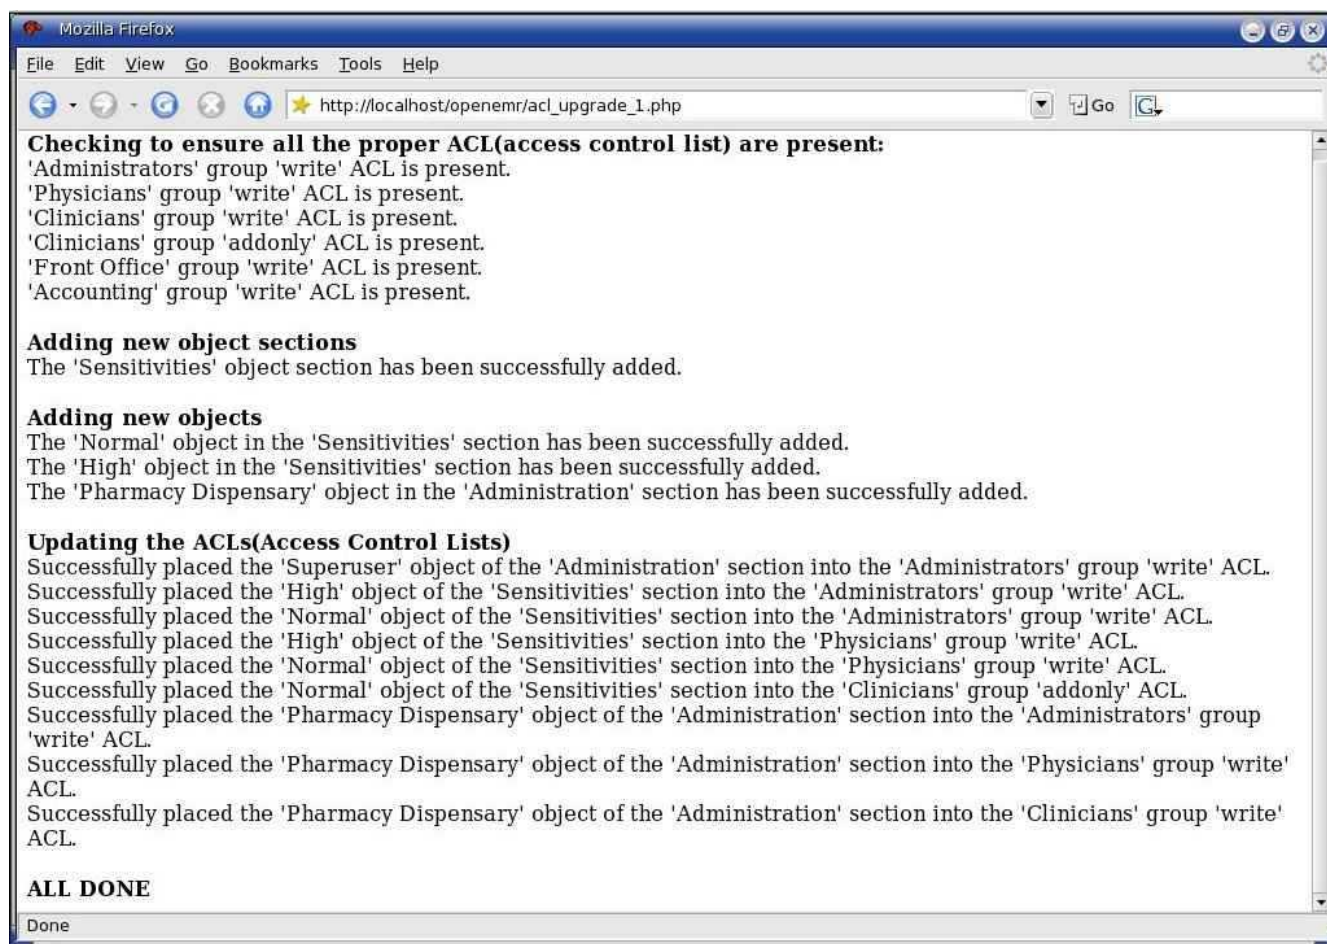 Mozilla Firefox
File Edit View Go Bookmarks Tools Help
http://localhost/openemr/acl_upgrade_1.php Go G
Checking to ensure all the proper ACL(access control list) are present:
'Administrators' group 'write' ACL is present.
'Physicians' group 'write' ACL is present.
'Clinicians' group 'write' ACL is present.
'Clinicians' group 'addonly' ACL is present.
'Front Office' group 'write' ACL is present.
'Accounting' group 'write' ACL is present.
Adding new object sections
The 'Sensitivities' object section has been successfully added.
Adding new objects
The 'Normal' object in the 'Sensitivities' section has been successfully added.
The 'High' object in the 'Sensitivities' section has been successfully added.
The 'Pharmacy Dispensary' object in the 'Administration' section has been successfully added.
Updating the ACLs(Access Control Lists)
Successfully placed the 'Superuser' object of the 'Administration' section into the 'Administrators' group 'write' ACL.
Successfully placed the 'High' object of the 'Sensitivities' section into the 'Administrators' group 'write' ACL.
Successfully placed the 'Normal' object of the 'Sensitivities' section into the 'Administrators' group 'write' ACL.
Successfully placed the 'High' object of the 'Sensitivities' section into the 'Physicians' group 'write' ACL.
Successfully placed the 'Normal' object of the 'Sensitivities' section into the 'Physicians' group 'write' ACL.
Successfully placed the 'Normal' object of the 'Sensitivities' section into the 'Clinicians' group 'addonly' ACL.
Successfully placed the 'Pharmacy Dispensary' object of the 'Administration' section into the 'Administrators' group
'write' ACL.
Successfully placed the 'Pharmacy Dispensary' object of the 'Administration' section into the 'Physicians' group 'write'
ACL.
Successfully placed the 'Pharmacy Dispensary' object of the 'Administration' section into the 'Clinicians' group 'write'
ACL.
ALL DONE
Done